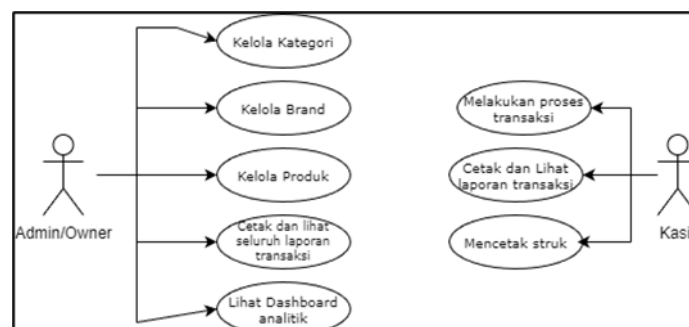 Kelola Kategori
Kelola Brand
Kelola Produk
Cetak dan lihat
seluruh laporan
transaksi
Lihat Dashboard
analitik
Admin/Owner
Melakukan proses
transaksi
Cetak dan Lihat
laporan transaksi
Mencetak struk
Kasi